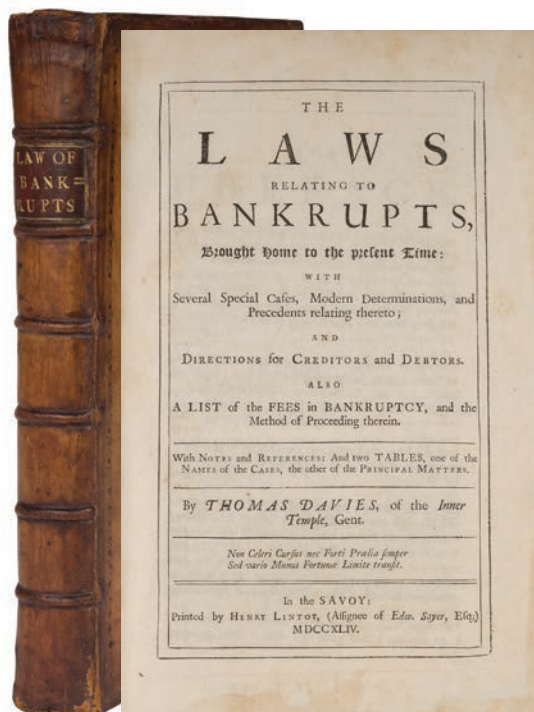 LAW OF
BANK=
RUPTS
THE
LAWS
RELATING TO
BANKRUPTS,
Brought Home to the present Time:
WITH
Several Special Cases, Modern Determinations, and
Precedents relating thereto;
AND
DIRECTIONS for CREDITORS and DEBTORS.
ALSO
A LIST of the FEES in BANKRUPTCY, and the
Method of Proceeding therein.
With NOTES and REFERENCES: And two TABLES, one of the
NAMES of the CASES, the other of the PRINCIPAL MATTERS.
By THOMAS DAVIES, of the Inner
Temple, Gent.
Non Celeri Cursus nec Forti Prælia semper
Sed vario Munus Fortunæ Limite transit.
In the SAVOY:
Printed by HENRY LINTOT, (Assignee of Edw. Sayer, Esq;)
MDCCXLIV.